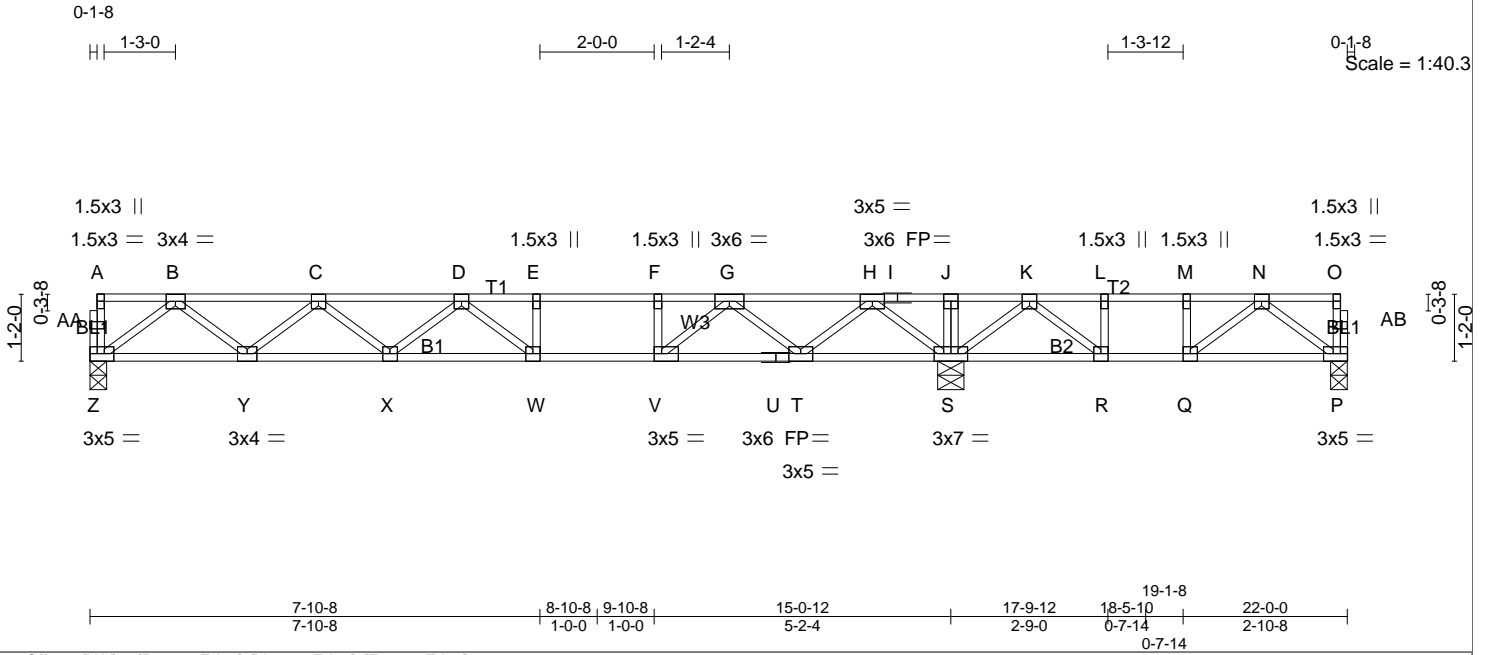 0-1-8
1-3-0 2-0-0 1-2-4 1-3-12 0-1-8
Scale = 1:40.3
1.5x3 || 3x5 = 1.5x3 ||
1.5x3 = 3x4 = 1.5x3 || 1.5x3 || 3x6 = 3x6 FP= 1.5x3 || 1.5x3 || 1.5x3 =
A B C D E F G H I J K L M N O
T1 T2
1-2-0 0-3-8 0-3-8 1-2-0
AA BL1 W3 BL1 AB
B1 B2
Z Y X W V U T S R Q P
3x5 = 3x4 = 3x5 = 3x6 FP= 3x7 = 3x5 =
3x5 =
19-1-8
7-10-8 8-10-8 9-10-8 15-0-12 17-9-12 18-5-10 22-0-0
7-10-8 1-0-0 1-0-0 5-2-4 2-9-0 0-7-14 2-10-8
0-7-14